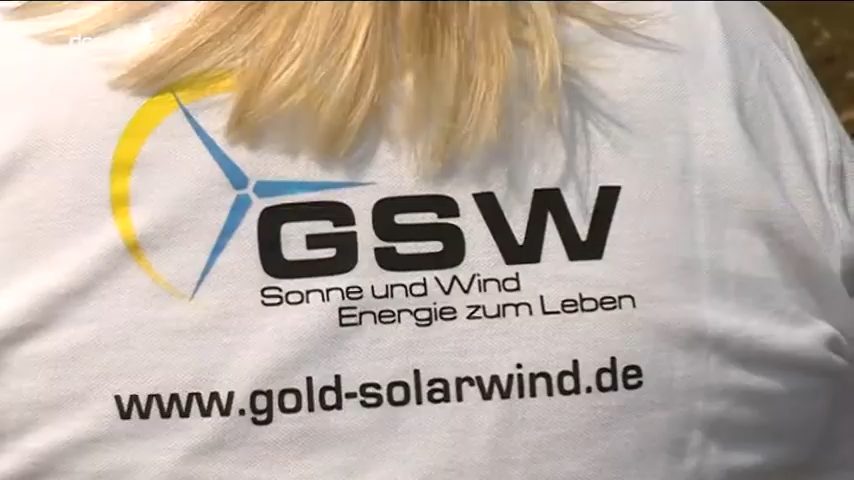 GSW
Sonne und Wind
Energie zum Leben
www.gold-solarwind.de